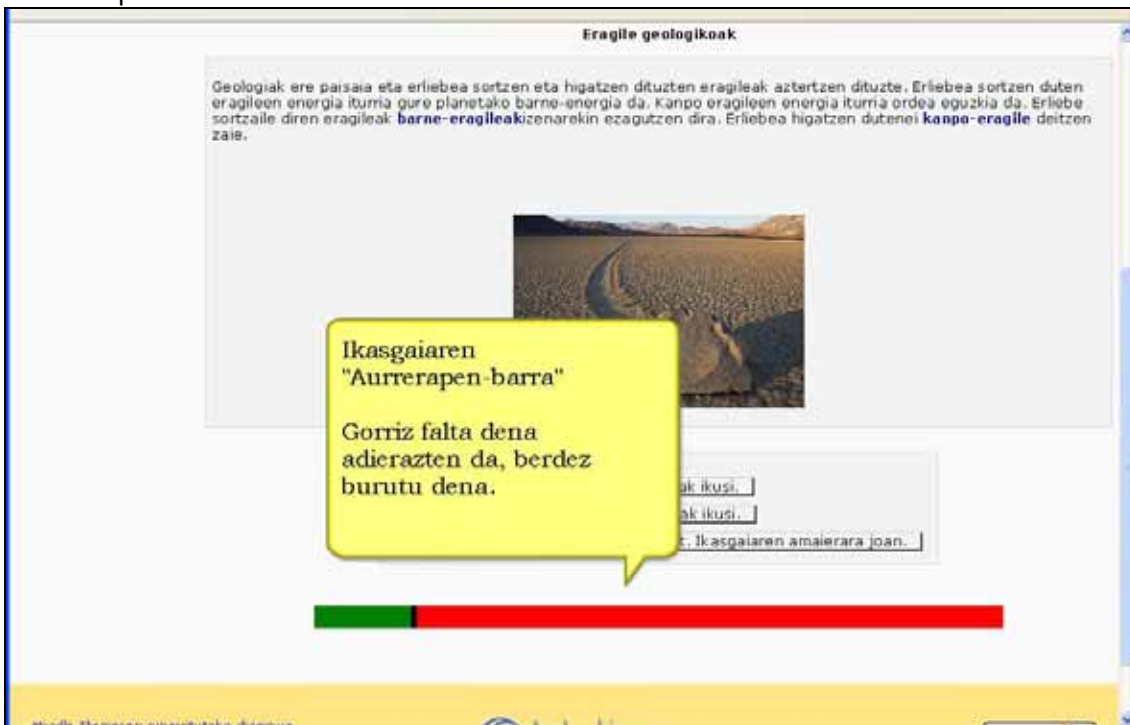 Eragile geologikoak
Geologiak ere paisaia eta erliebea sortzen eta higatzen dituzten eragileak aztertzen dituzte. Erliebea sortzen duten
eragileen energia iturria gure planetako barne-energia da. Kanpo eragileen energia iturria ordea eguzkia da. Erliebe
sortzaile diren eragileak barne-eragileakizenarekin ezagutzen dira. Erliebea higatzen dutenei kanpo-eragile deitzen
zaie.
Ikasgaiaren
"Aurrerapen-barra"
Gorriz falta dena
adierazten da, berdez
burutu dena.
ak ikusi.
ak ikusi.
t. Ikasgaiaren amaierara joan.